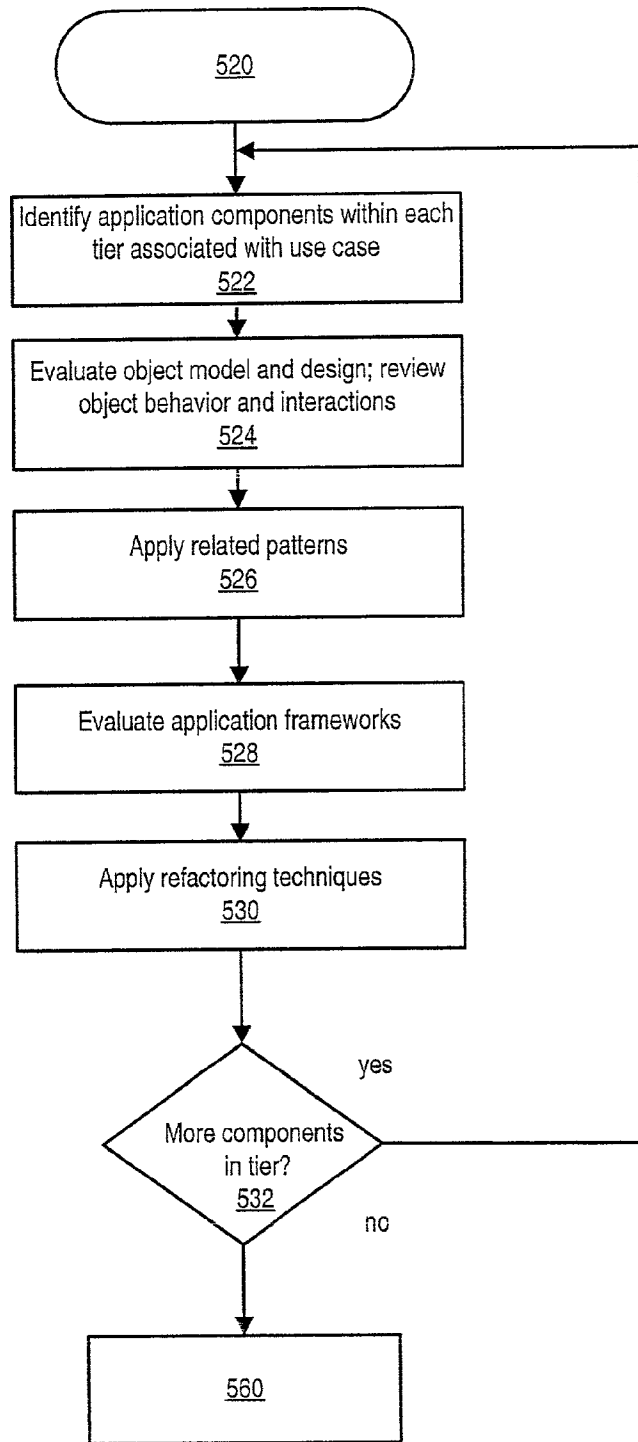 520
Identify application components within each
tier associated with use case
522
Evaluate object model and design; review
object behavior and interactions
524
Apply related patterns
526
Evaluate application frameworks
528
Apply refactoring techniques
530
yes
More components
in tier?
532
no
560